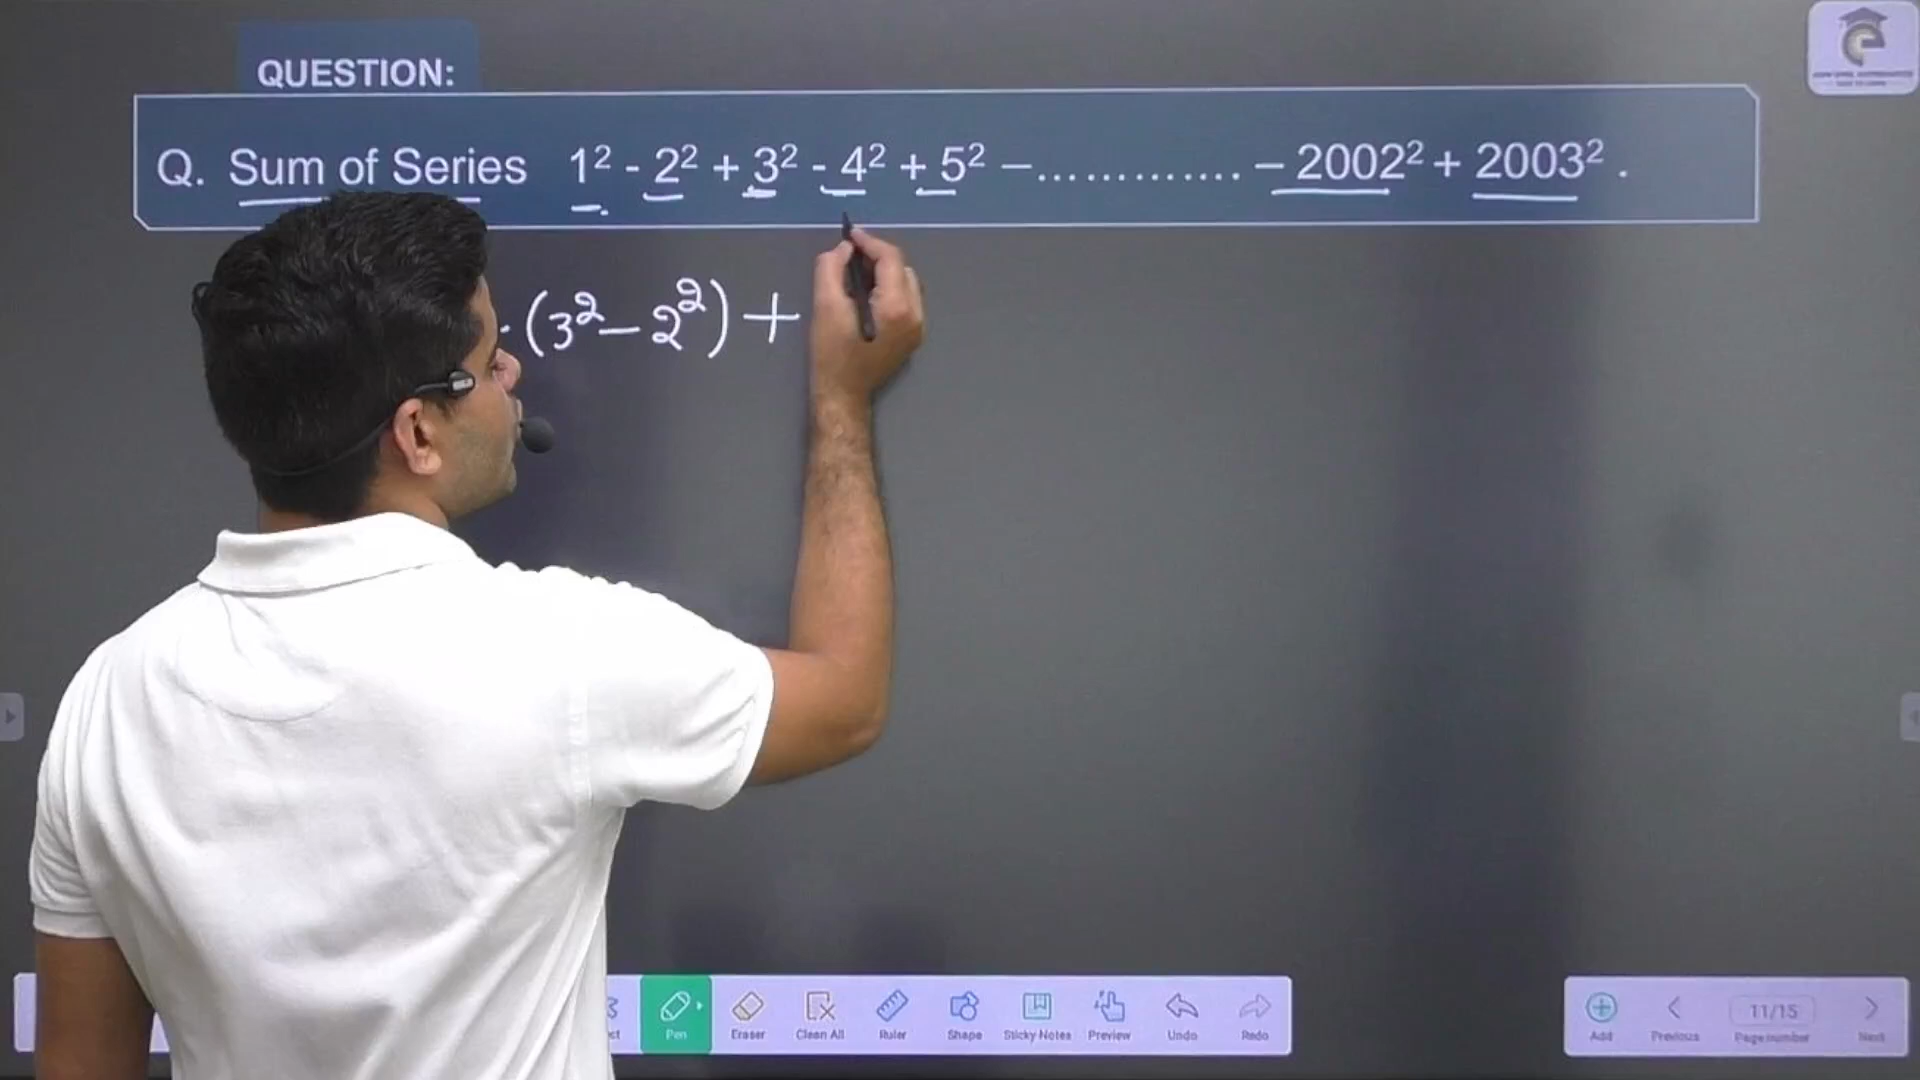 QUESTION:
Q. Sum of Series 1² - 2² + 3² - 4² + 5² – ............. – 2002² + 2003² .
(3² – 2²) +
Pen
Eraser
Clean All
Ruler
Shape
Sticky Notes
Preview
Undo
Redo
Add
Previous
11/15
Page number
Next